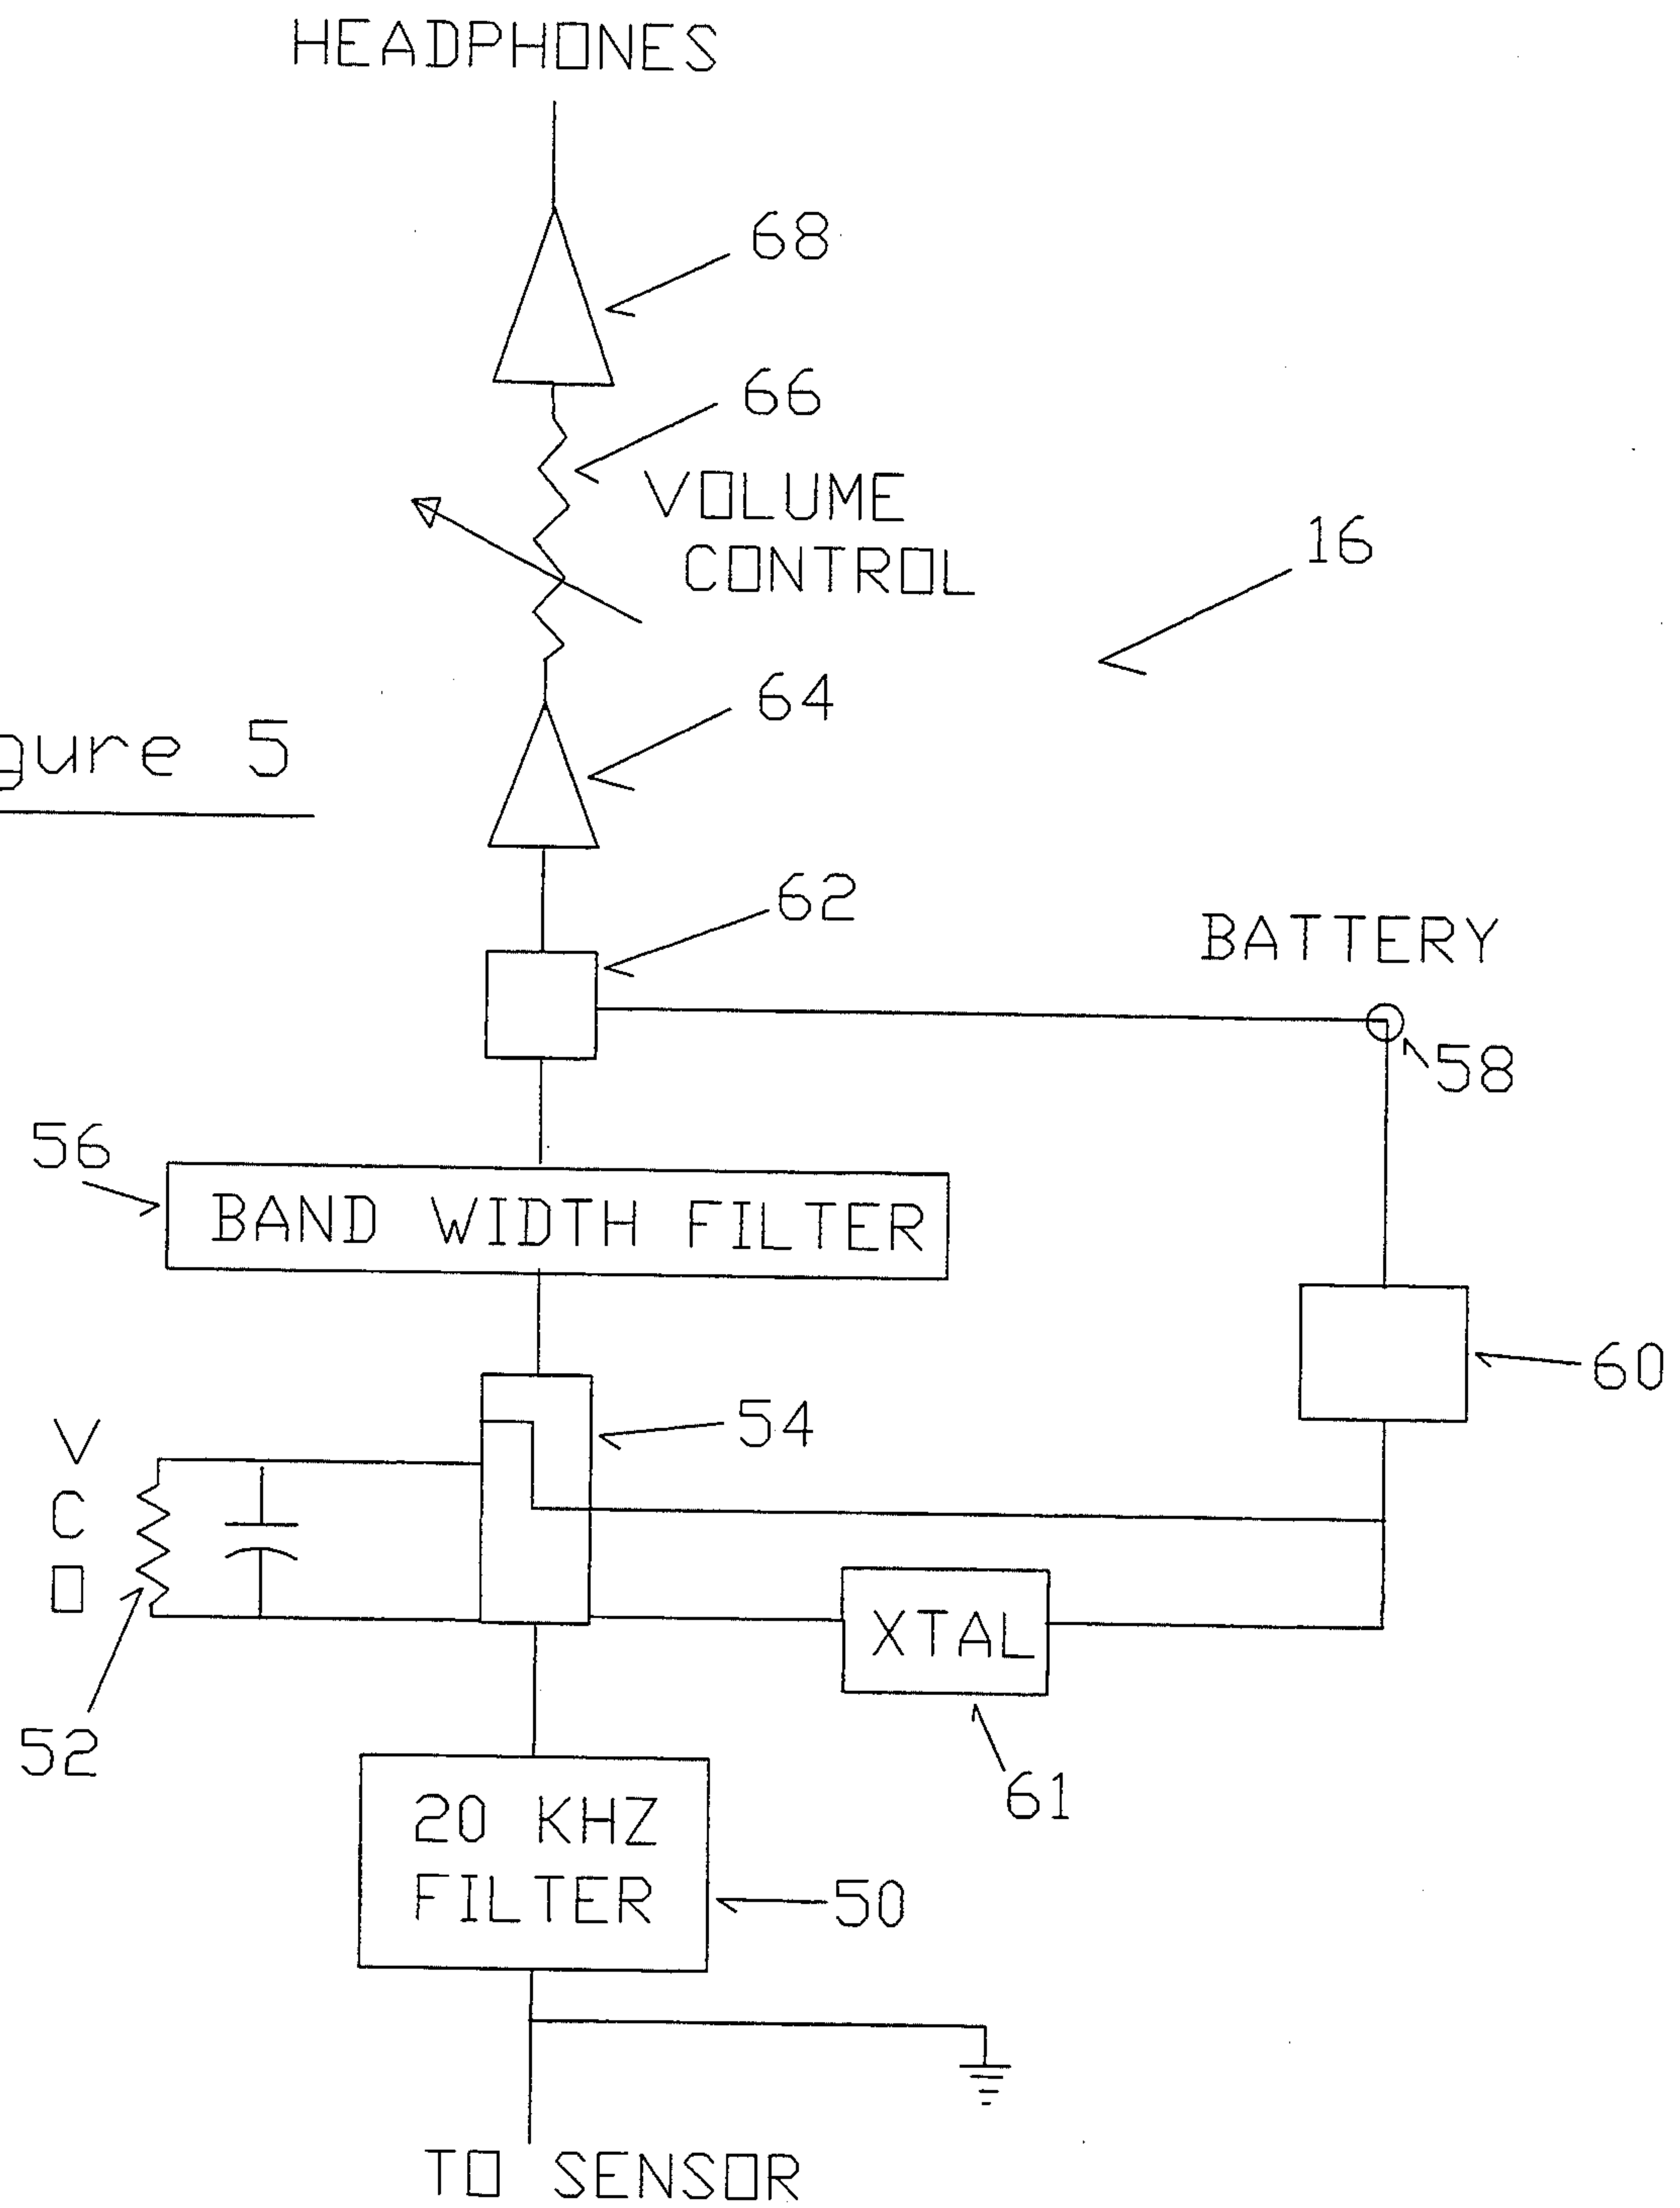 HEADPHONES
68
66
VOLUME
CONTROL
16
64
gure 5
62
BATTERY
58
56
BAND WIDTH FILTER
60
54
VCO
XTAL
52
61
20 KHZ
FILTER
50
TO SENSOR